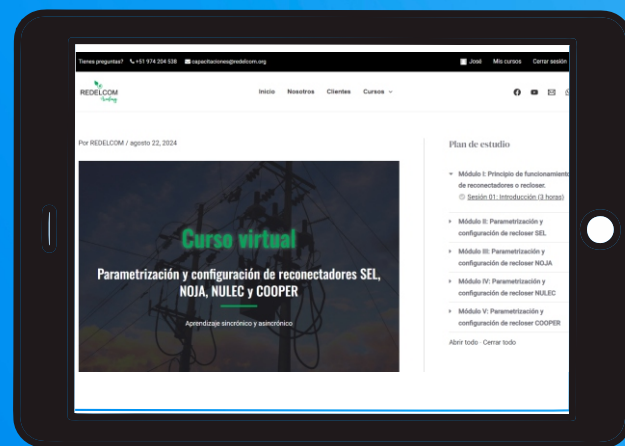 Tienes preguntas? +51 974 204 538 capacitaciones@redelcom.org José Mis cursos Cerrar sesión
REDELCOM
Inicio Nosotros Clientes Cursos
Por REDELCOM / agosto 22, 2024
Curso virtual
Parametrización y configuración de reconectadores SEL,
NOJA, NULEC y COOPER
Aprendizaje sincrónico y asincrónico
Plan de estudio
Módulo I: Principio de funcionamiento
de reconectadores o recloser.
Sesión 01: Introducción (3 horas)
Módulo II: Parametrización y
configuración de recloser SEL
Módulo III: Parametrización y
configuración de recloser NOJA
Módulo IV: Parametrización y
configuración de recloser NULEC
Módulo V: Parametrización y
configuración de recloser COOPER
Abrir todo · Cerrar todo